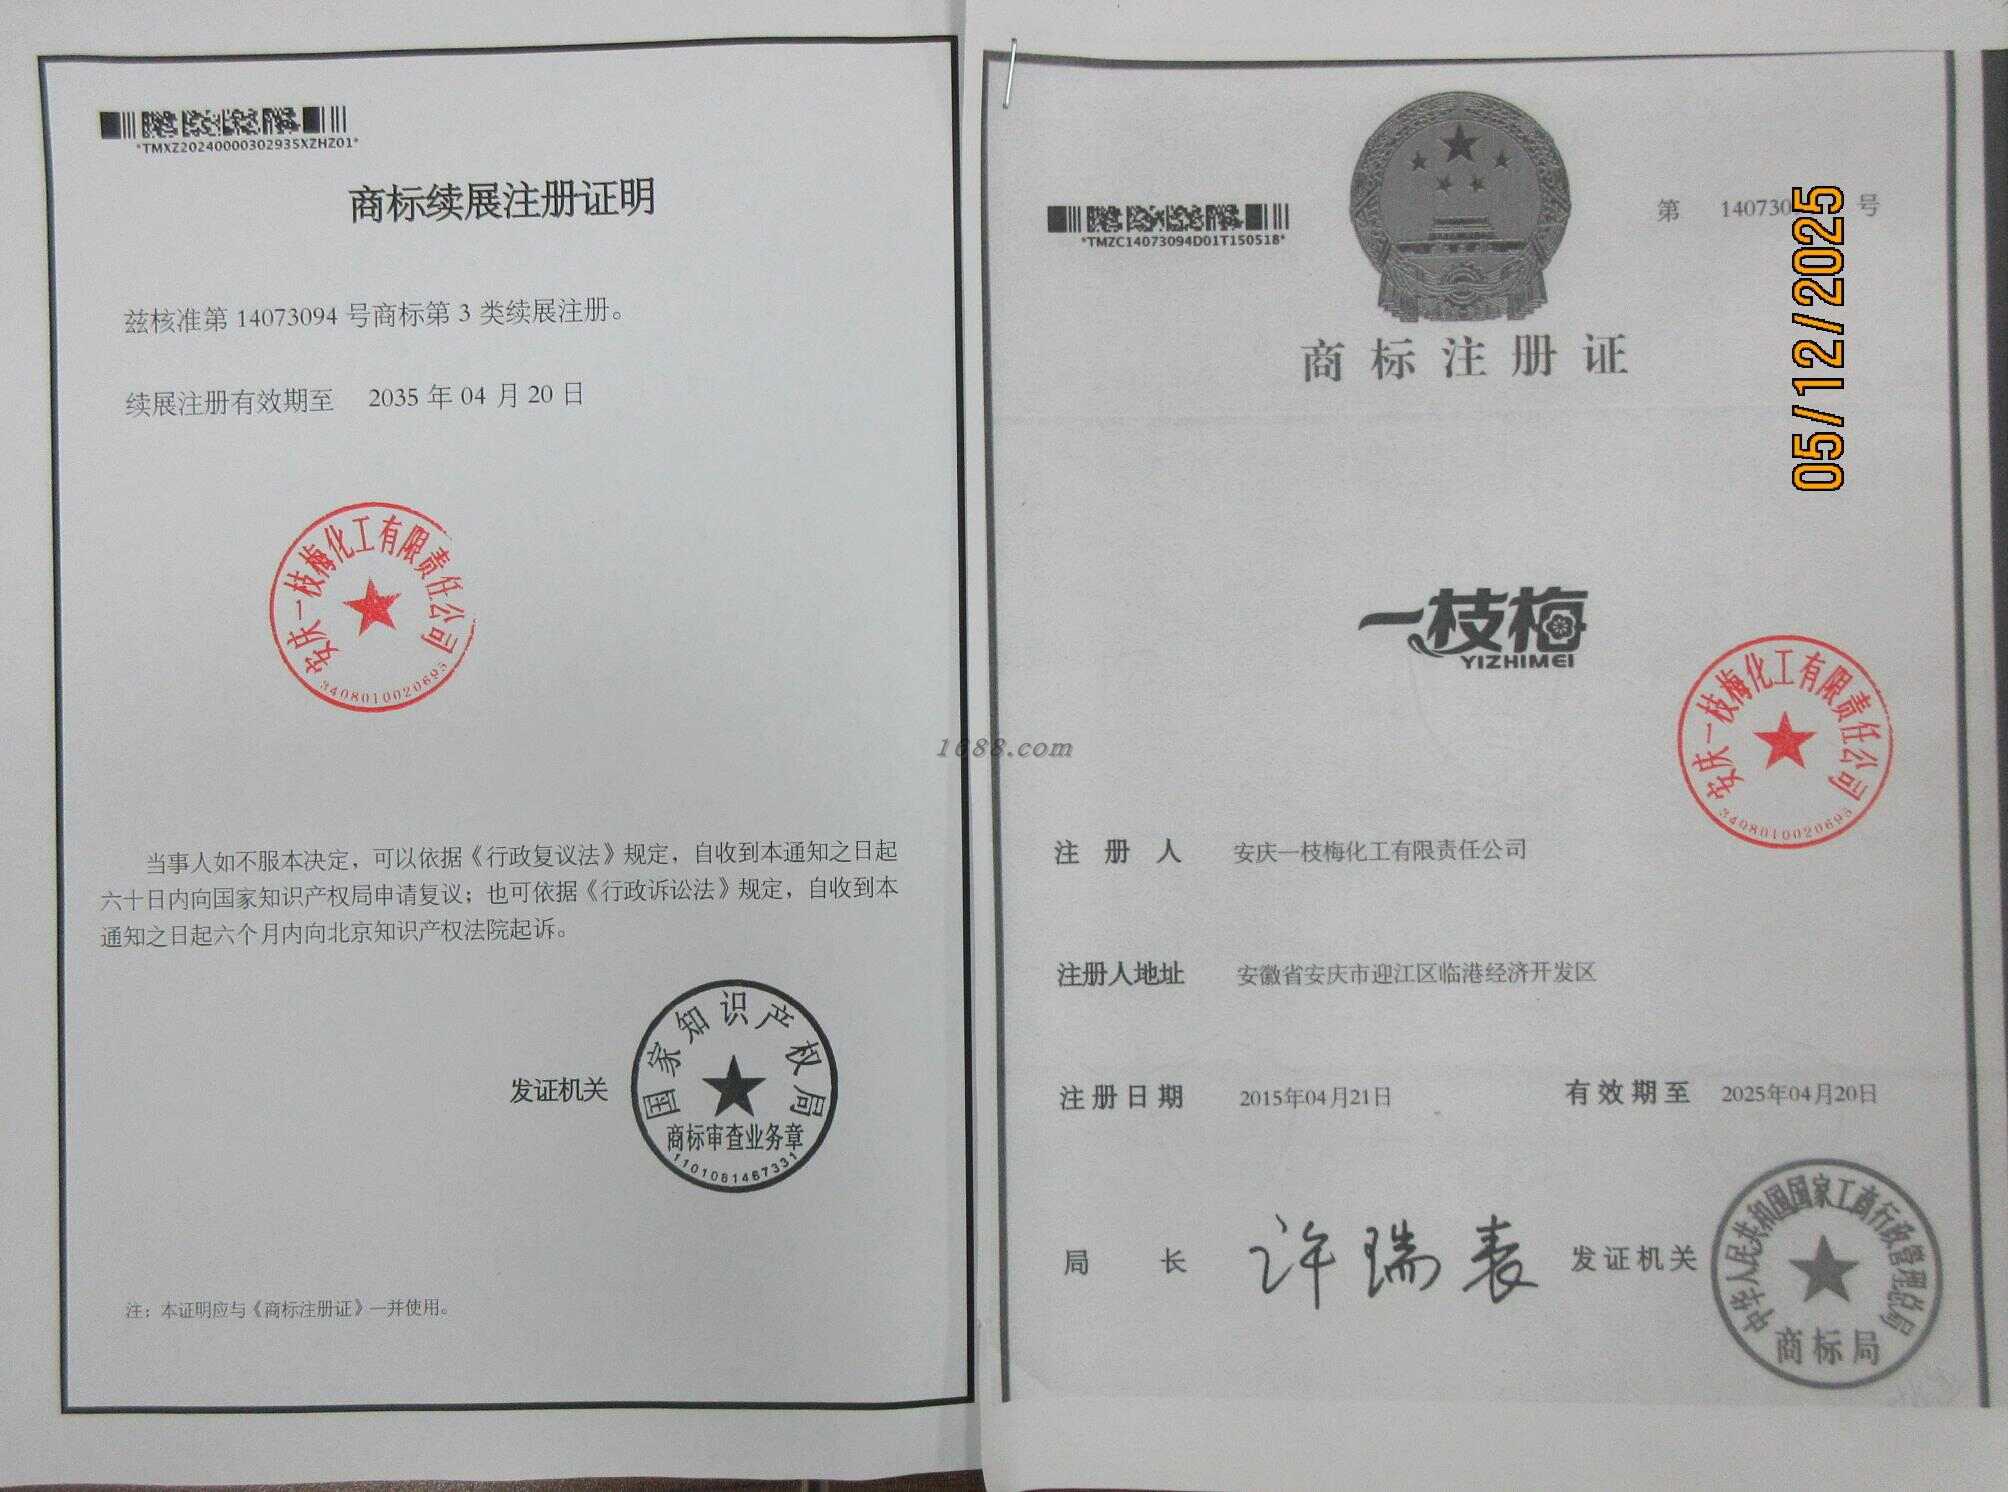 *TMXZ20240000302935XZHZ01*
商标续展注册证明
兹核准第 14073094 号商标第 3 类续展注册。
续展注册有效期至 2035 年 04 月 20 日
安庆一枝梅化工有限责任公司
3408010020695
当事人如不服本决定，可以依据《行政复议法》规定，自收到本通知之日起
六十日内向国家知识产权局申请复议；也可依据《行政诉讼法》规定，自收到本
通知之日起六个月内向北京知识产权法院起诉。
发证机关
国家知识产权局
商标审查业务章
1101081467331
注：本证明应与《商标注册证》一并使用。
1688.com
*TMZC14073094D01T150518*
第 140730 号
05/12/2025
商标注册证
一枝梅
YIZHIMEI
安庆一枝梅化工有限责任公司
3408010020695
注册人 安庆一枝梅化工有限责任公司
注册人地址 安徽省安庆市迎江区临港经济开发区
注册日期 2015年04月21日 有效期至 2025年04月20日
局长 许瑞表 发证机关
中华人民共和国国家工商行政管理总局
商标局